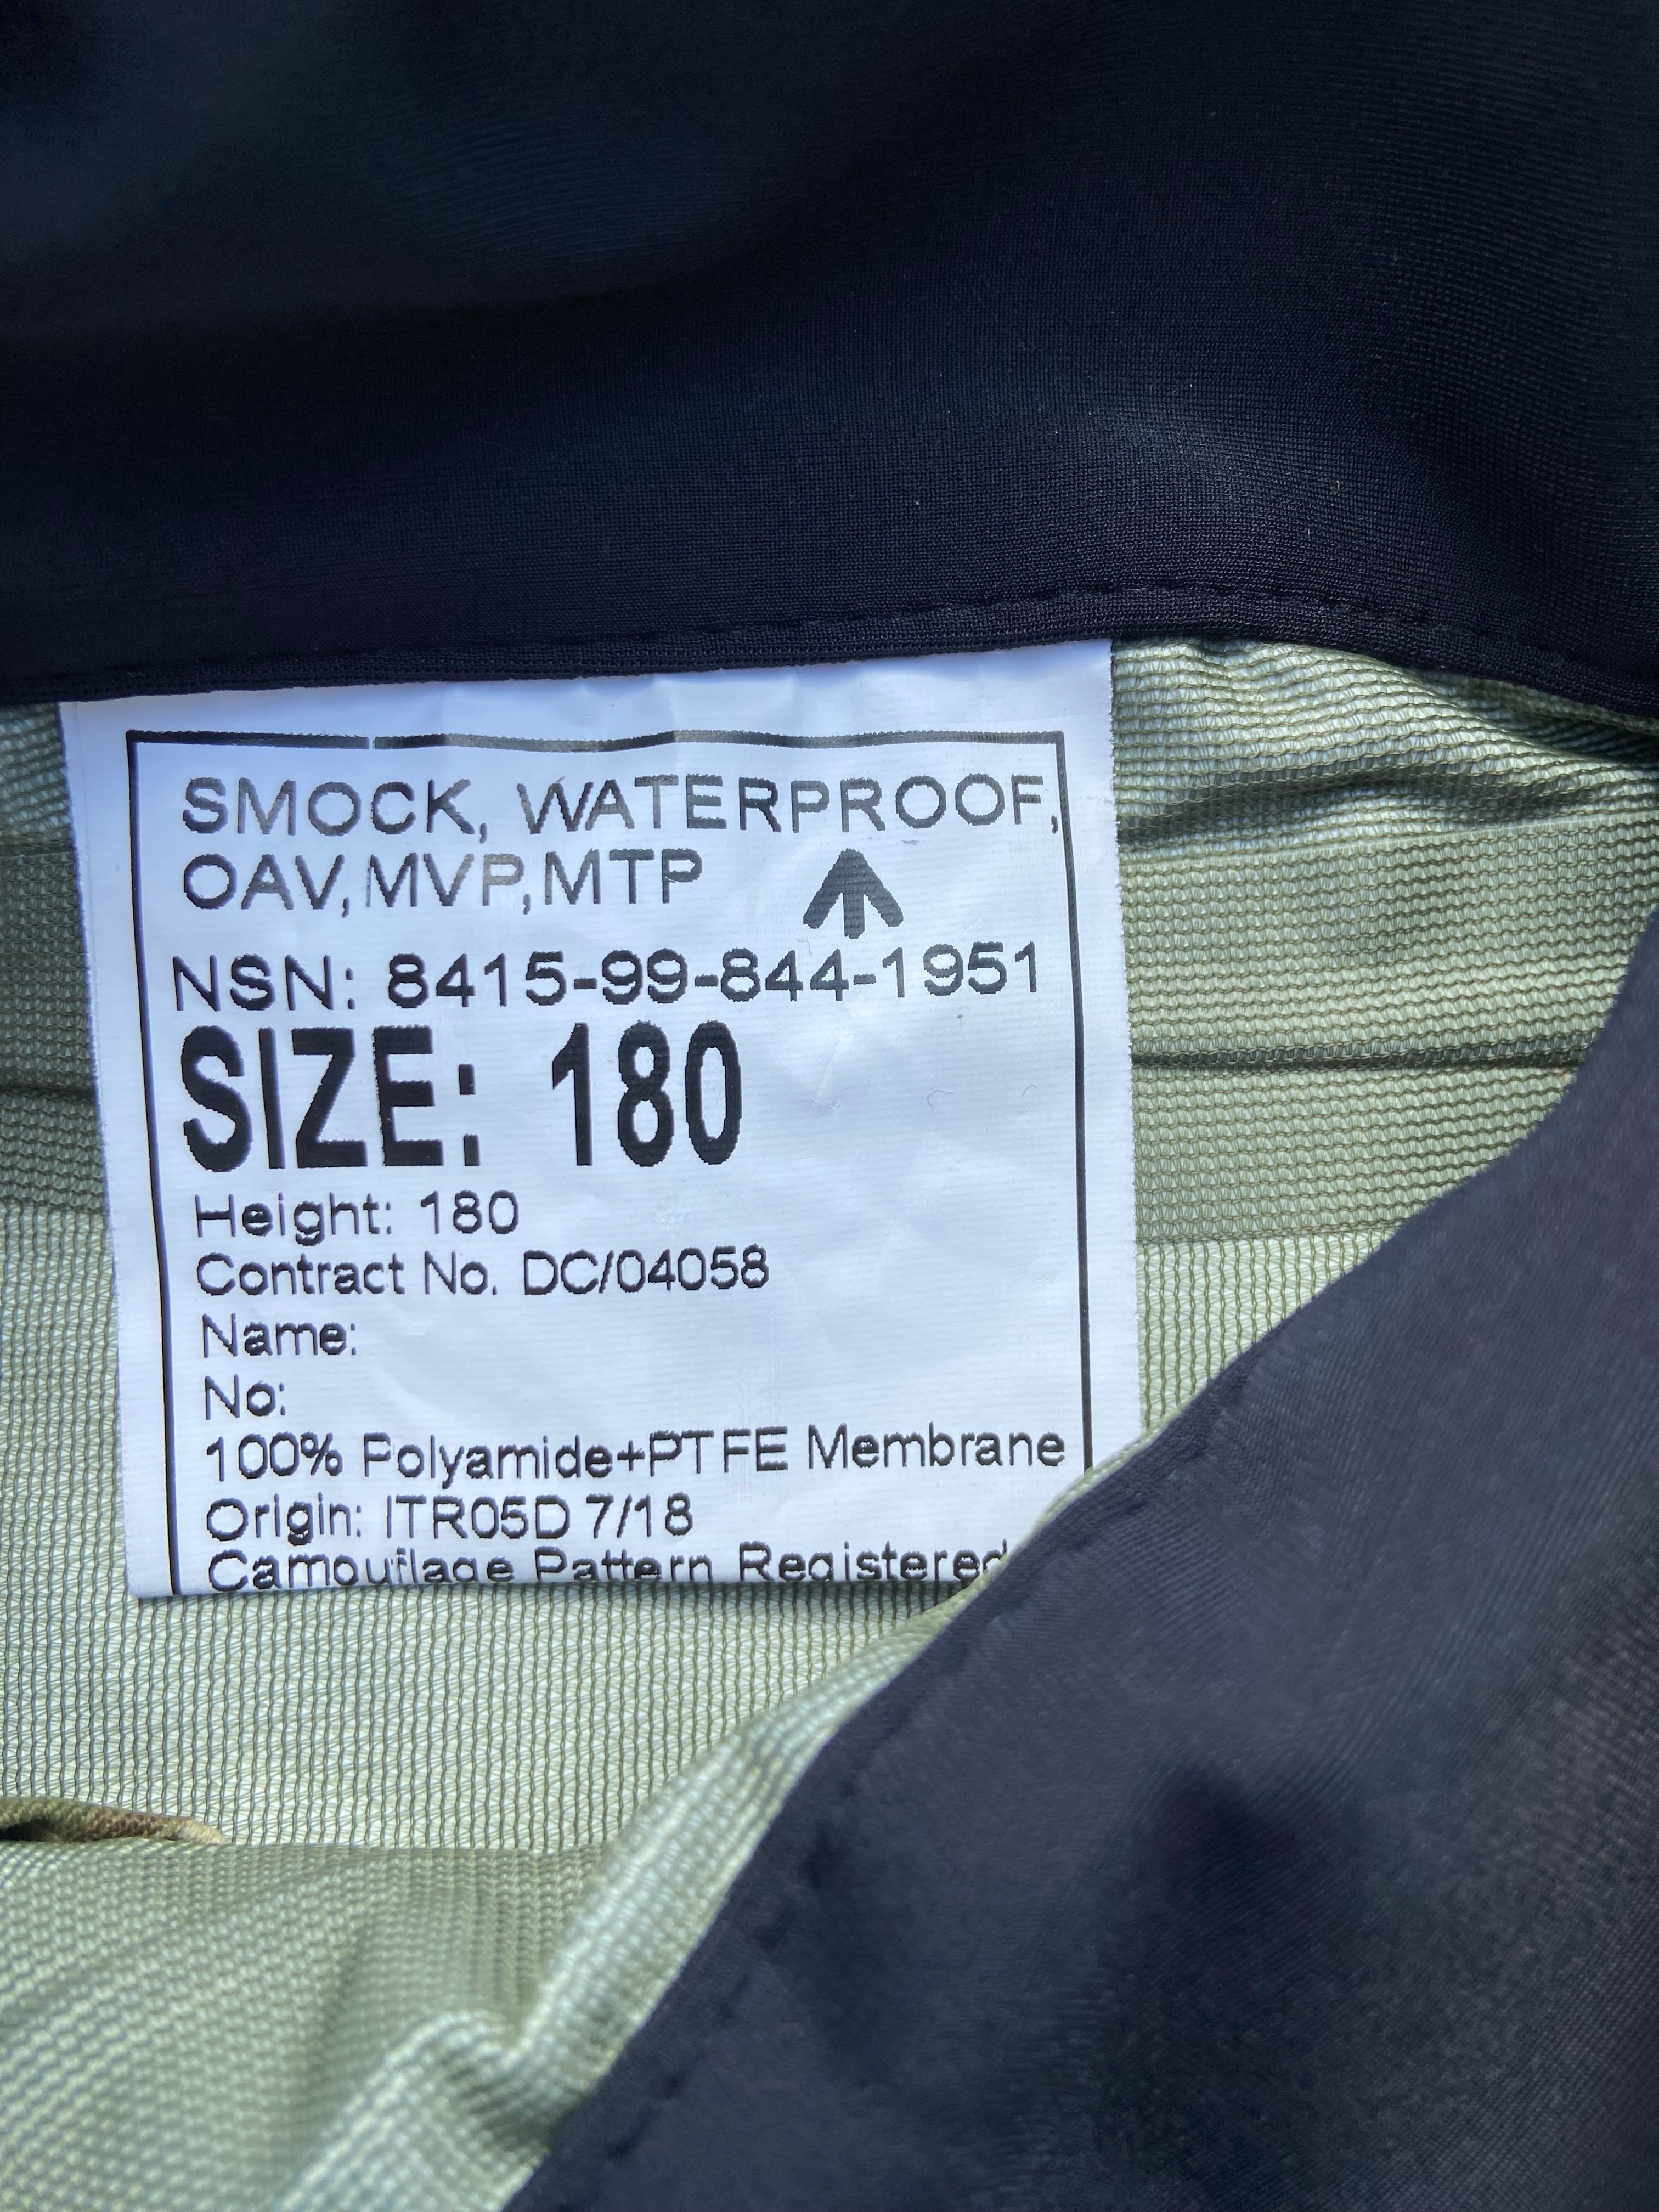 SMOCK, WATERPROOF,
OAV,MVP,MTP
NSN: 8415-99-844-1951
SIZE: 180
Height: 180
Contract No. DC/04058
Name:
No:
100% Polyamide+PTFE Membrane
Origin: ITR05D 7/18
Camouflage Pattern Registered